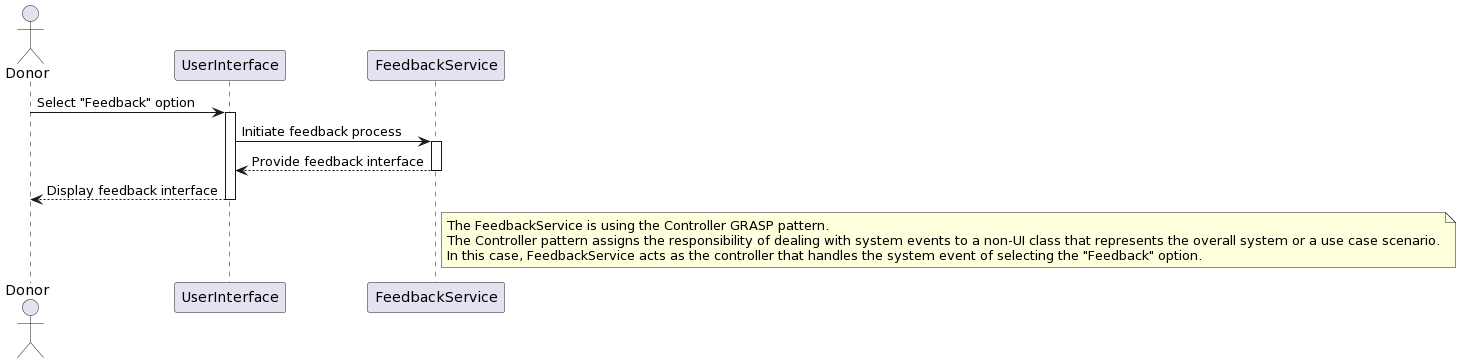 Donor
UserInterface
FeedbackService
Select "Feedback" option
Initiate feedback process
Provide feedback interface
Display feedback interface
The FeedbackService is using the Controller GRASP pattern.
The Controller pattern assigns the responsibility of dealing with system events to a non-UI class that represents the overall system or a use case scenario.
In this case, FeedbackService acts as the controller that handles the system event of selecting the "Feedback" option.
Donor
UserInterface
FeedbackService